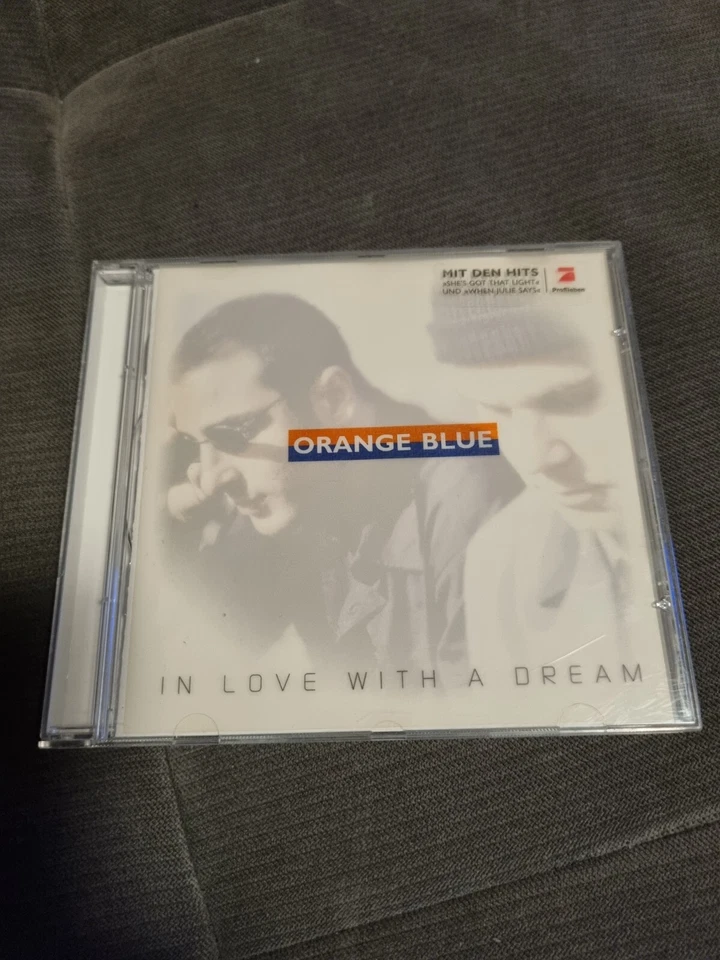 MIT DEN HITS
»SHE'S GOT THAT LIGHT«
UND »WHEN JULIE SAYS«
ProSieben
ORANGE BLUE
IN LOVE WITH A DREAM